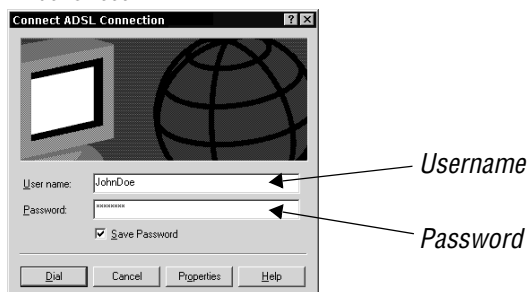 Connect ADSL Connection
User name: JohnDoe
Username
Password: ********
Password
Save Password
Dial Cancel Properties Help